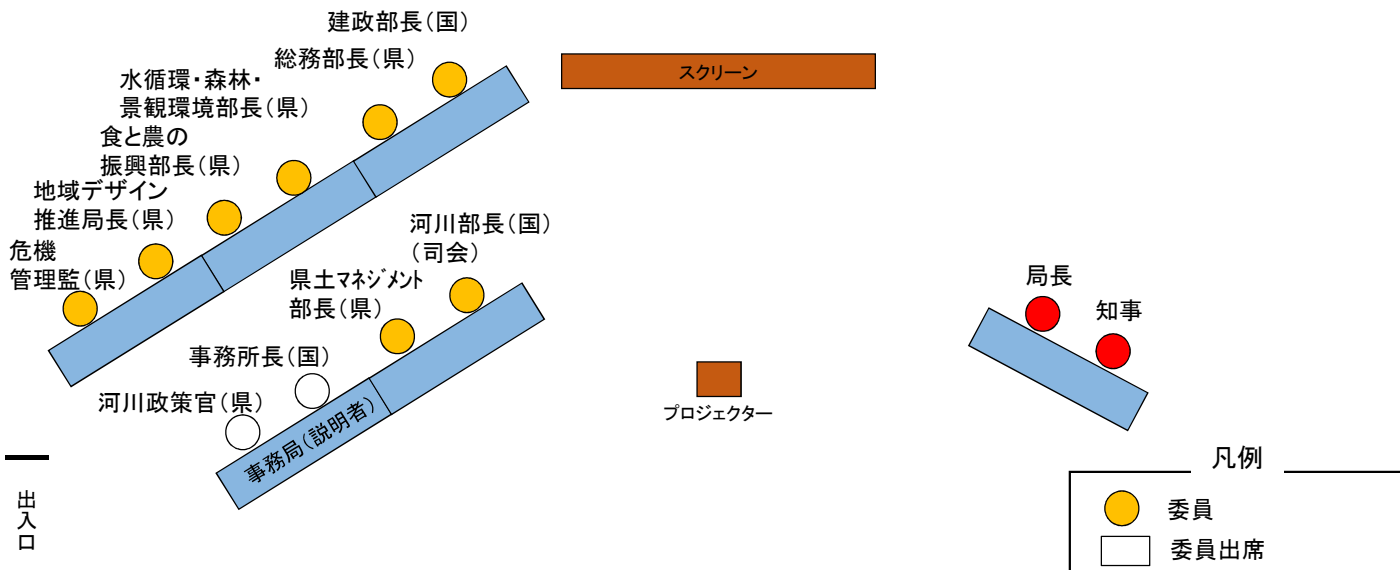 建政部長(国)
総務部長(県)
水循環・森林・
景観環境部長(県)
食と農の
振興部長(県)
地域デザイン
推進局長(県)
危機
管理監(県)
スクリーン
河川部長(国)
(司会)
県土マネジメント
部長(県)
事務所長(国)
河川政策官(県)
事務局(説明者)
プロジェクター
局長
知事
出入口
凡例
委員
委員出席